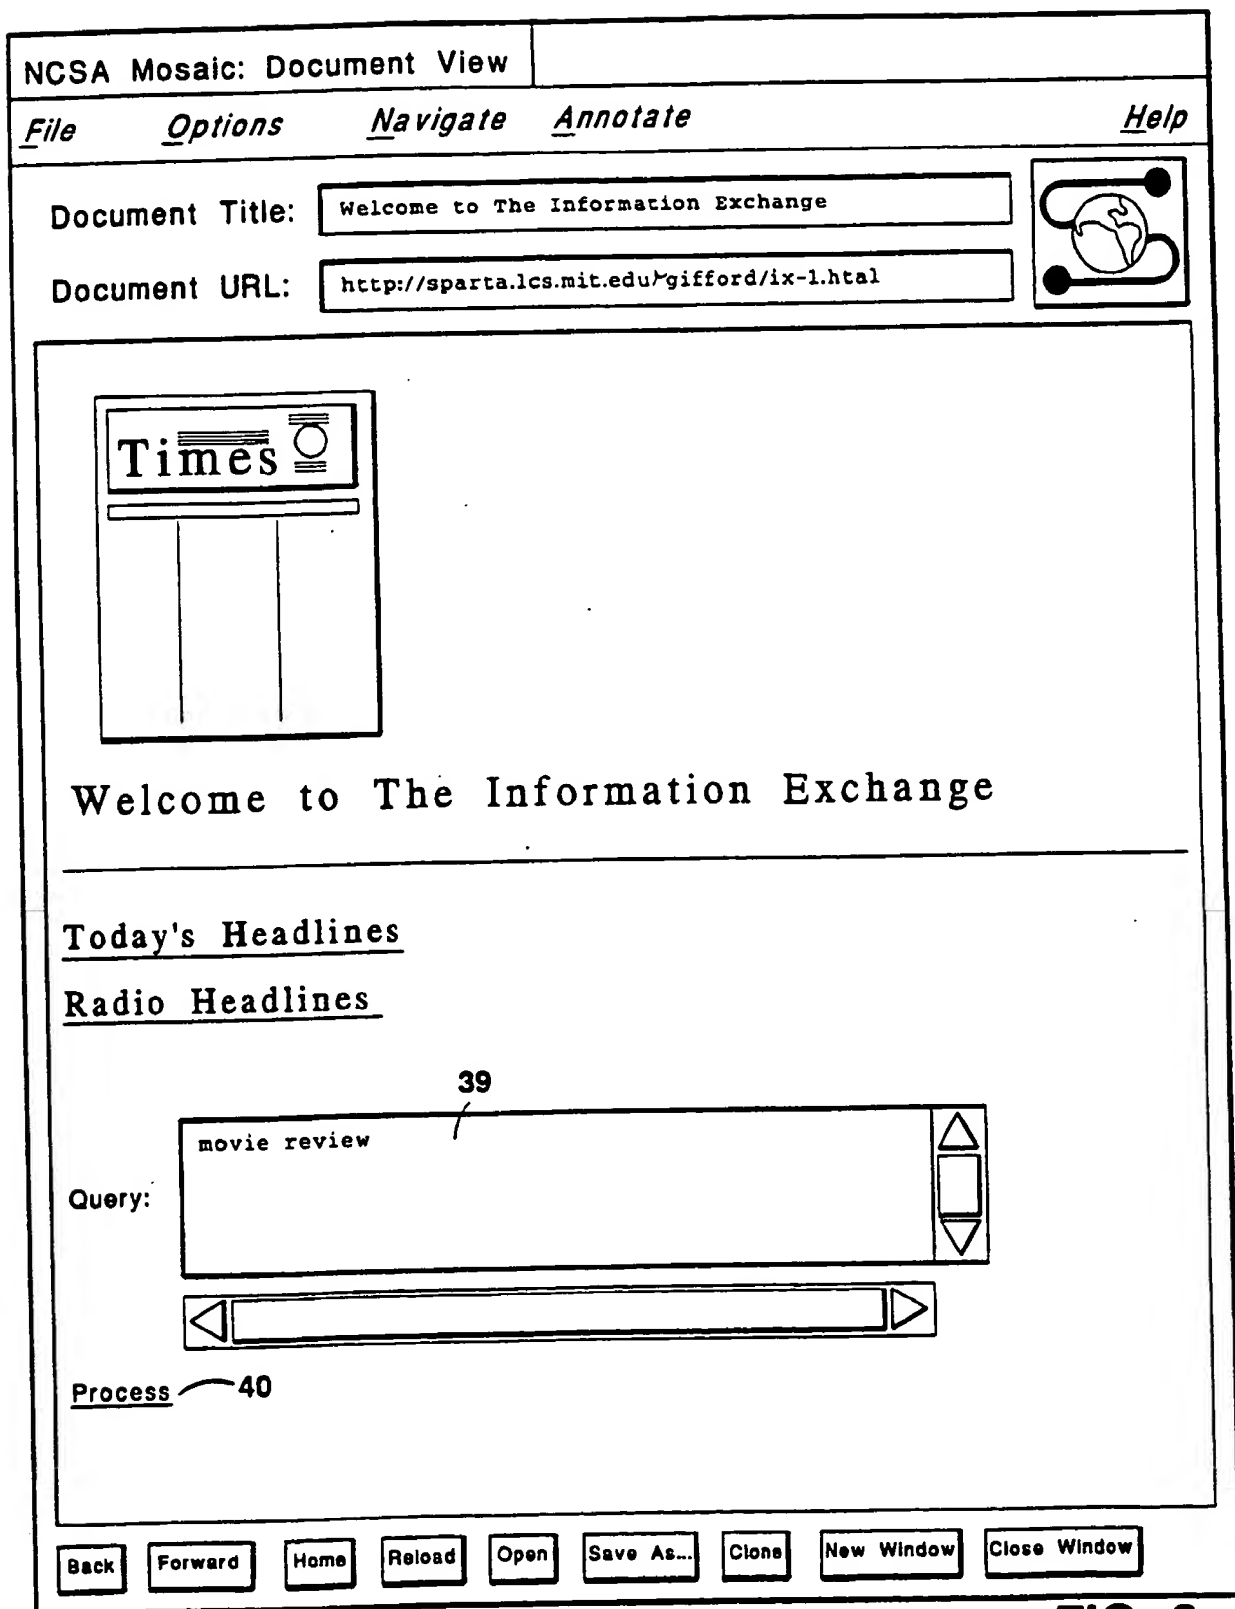 NCSA Mosaic: Document View
File Options Navigate Annotate Help
Document Title: Welcome to The Information Exchange
Document URL: http://sparta.lcs.mit.edu/~gifford/ix-1.htal
Times
Welcome to The Information Exchange
Today's Headlines
Radio Headlines
39
movie review
Query:
Process 40
Back Forward Home Reload Open Save As... Clone New Window Close Window